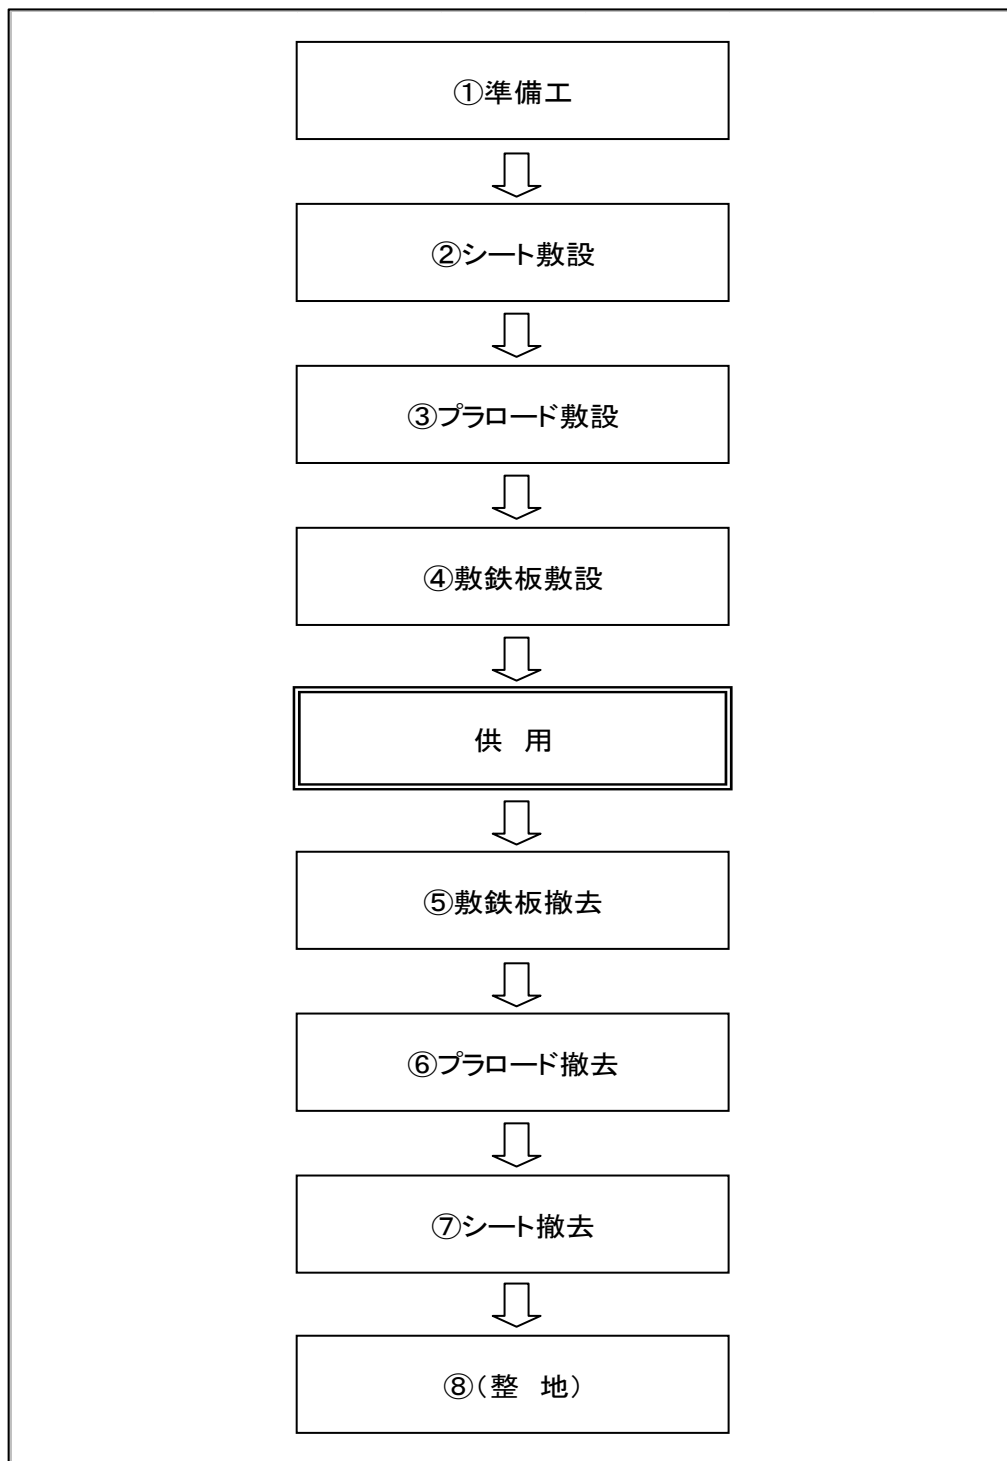 ①準備工
②シート敷設
③プラロード敷設
④敷鉄板敷設
供　用
⑤敷鉄板撤去
⑥プラロード撤去
⑦シート撤去
⑧（整　地）